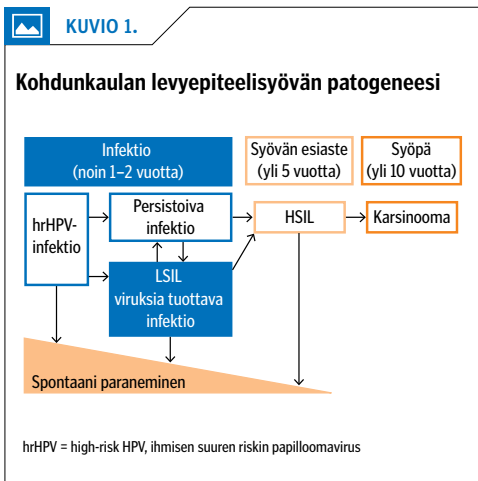 KUVIO 1.
Kohdunkaulan levyepiteelisyövän patogeneesi
Infektio
(noin 1–2 vuotta)
Syövän esiaste
(yli 5 vuotta)
Syöpä
(yli 10 vuotta)
hrHPV-
infektio
Persistoiva
infektio
HSIL
Karsinooma
LSIL
viruksia tuottava
infektio
Spontaani paraneminen
hrHPV = high-risk HPV, ihmisen suuren riskin papilloomavirus